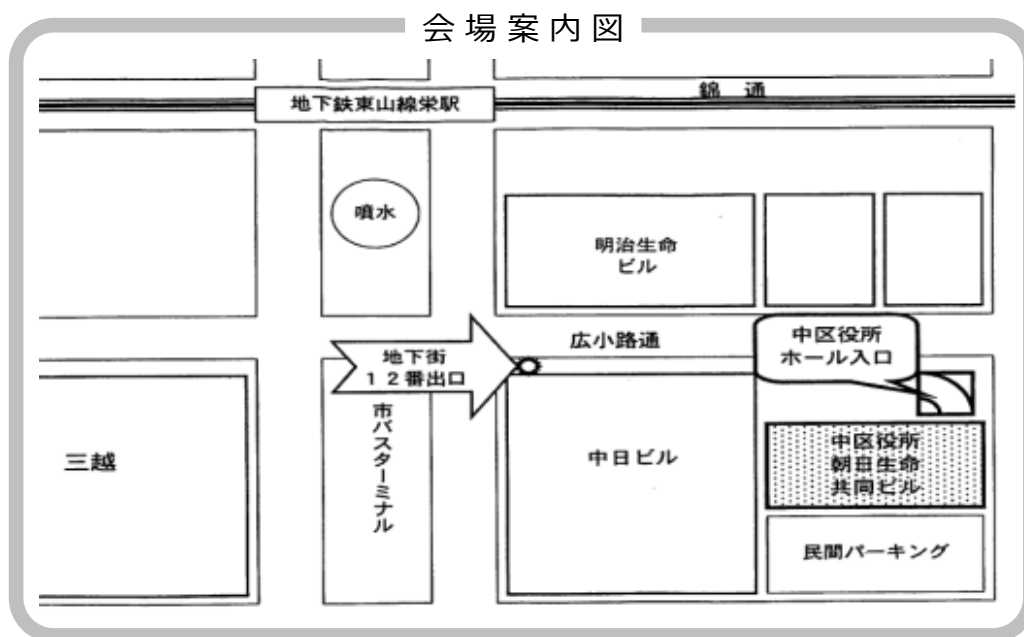 会場案内図
錦通
地下鉄東山線栄駅
噴水
明治生命
ビル
広小路通
中区役所
ホール入口
地下街
12番出口
市バスターミナル
三越
中日ビル
中区役所
朝日生命
共同ビル
民間パーキング